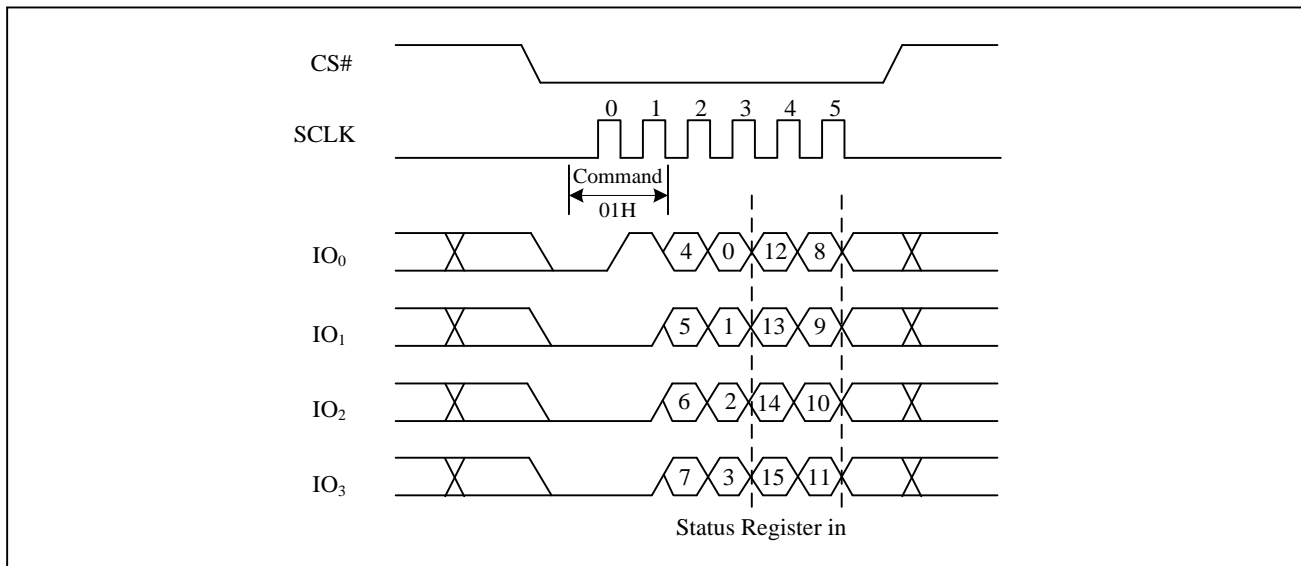 CS#
0 1 2 3 4 5
SCLK
Command
01H
IO0 4 0 12 8
IO1 5 1 13 9
IO2 6 2 14 10
IO3 7 3 15 11
Status Register in